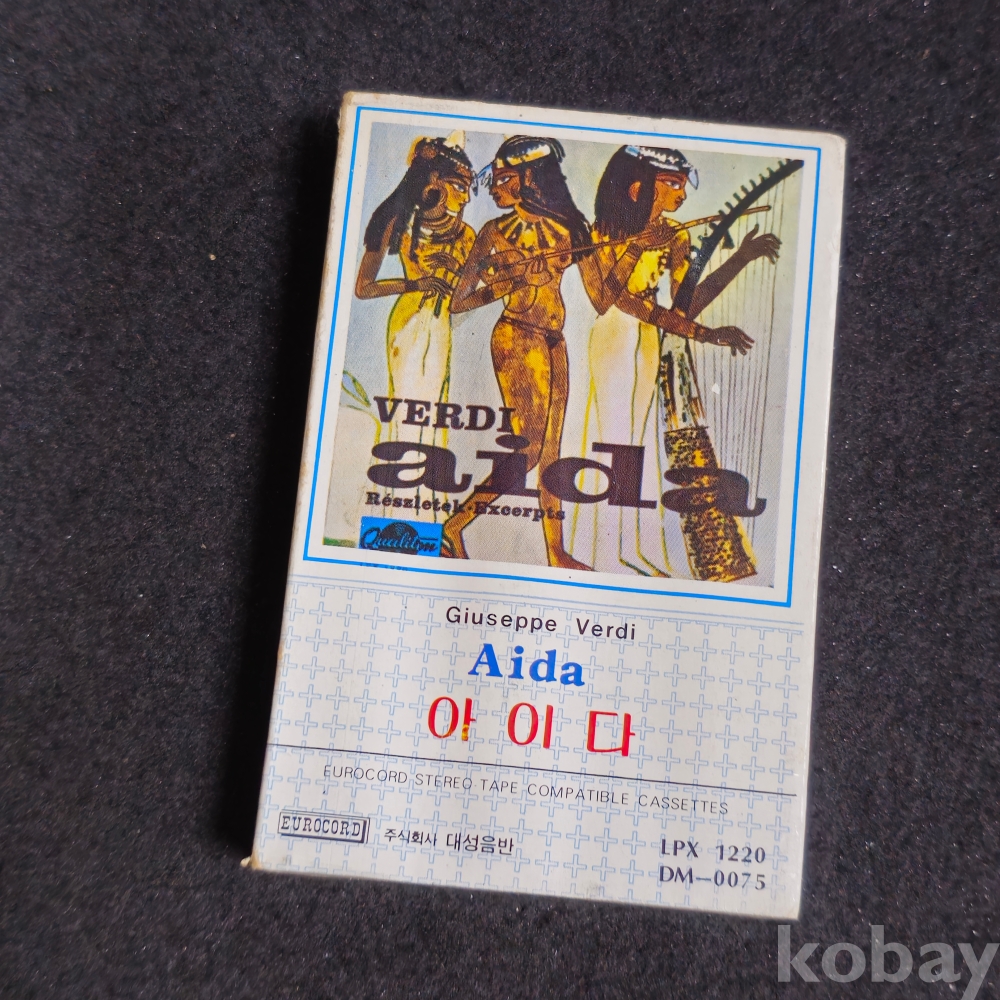 VERDI
aida
Részletek·Excerpts
Qualiton
Giuseppe Verdi
Aida
아이다
EUROCORD STEREO TAPE COMPATIBLE CASSETTES
EUROCORD 주식회사 대성음반
LPX 1220
DM—0075
kobay